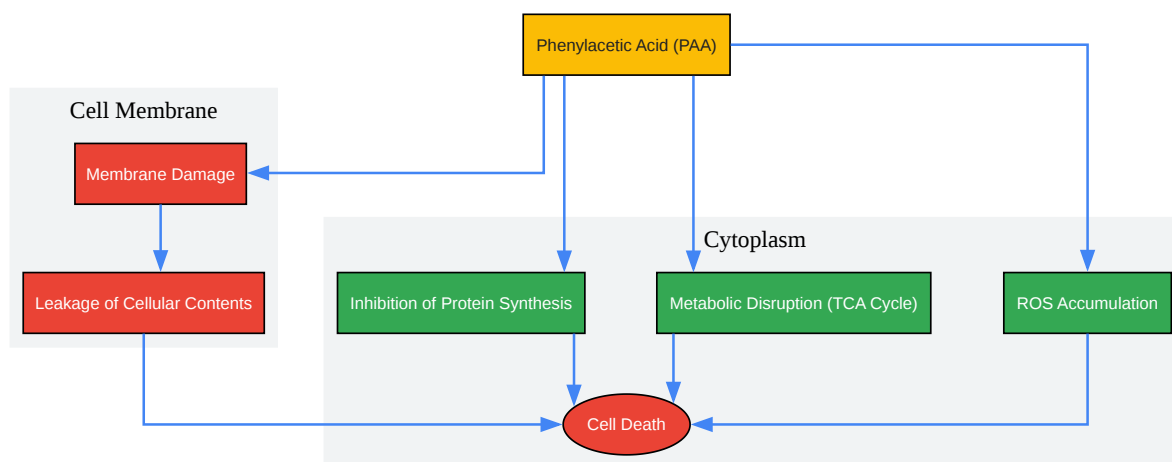 Phenylacetic Acid (PAA)
Cell Membrane
Membrane Damage
Cytoplasm
Leakage of Cellular Contents
Inhibition of Protein Synthesis
Metabolic Disruption (TCA Cycle)
ROS Accumulation
Cell Death